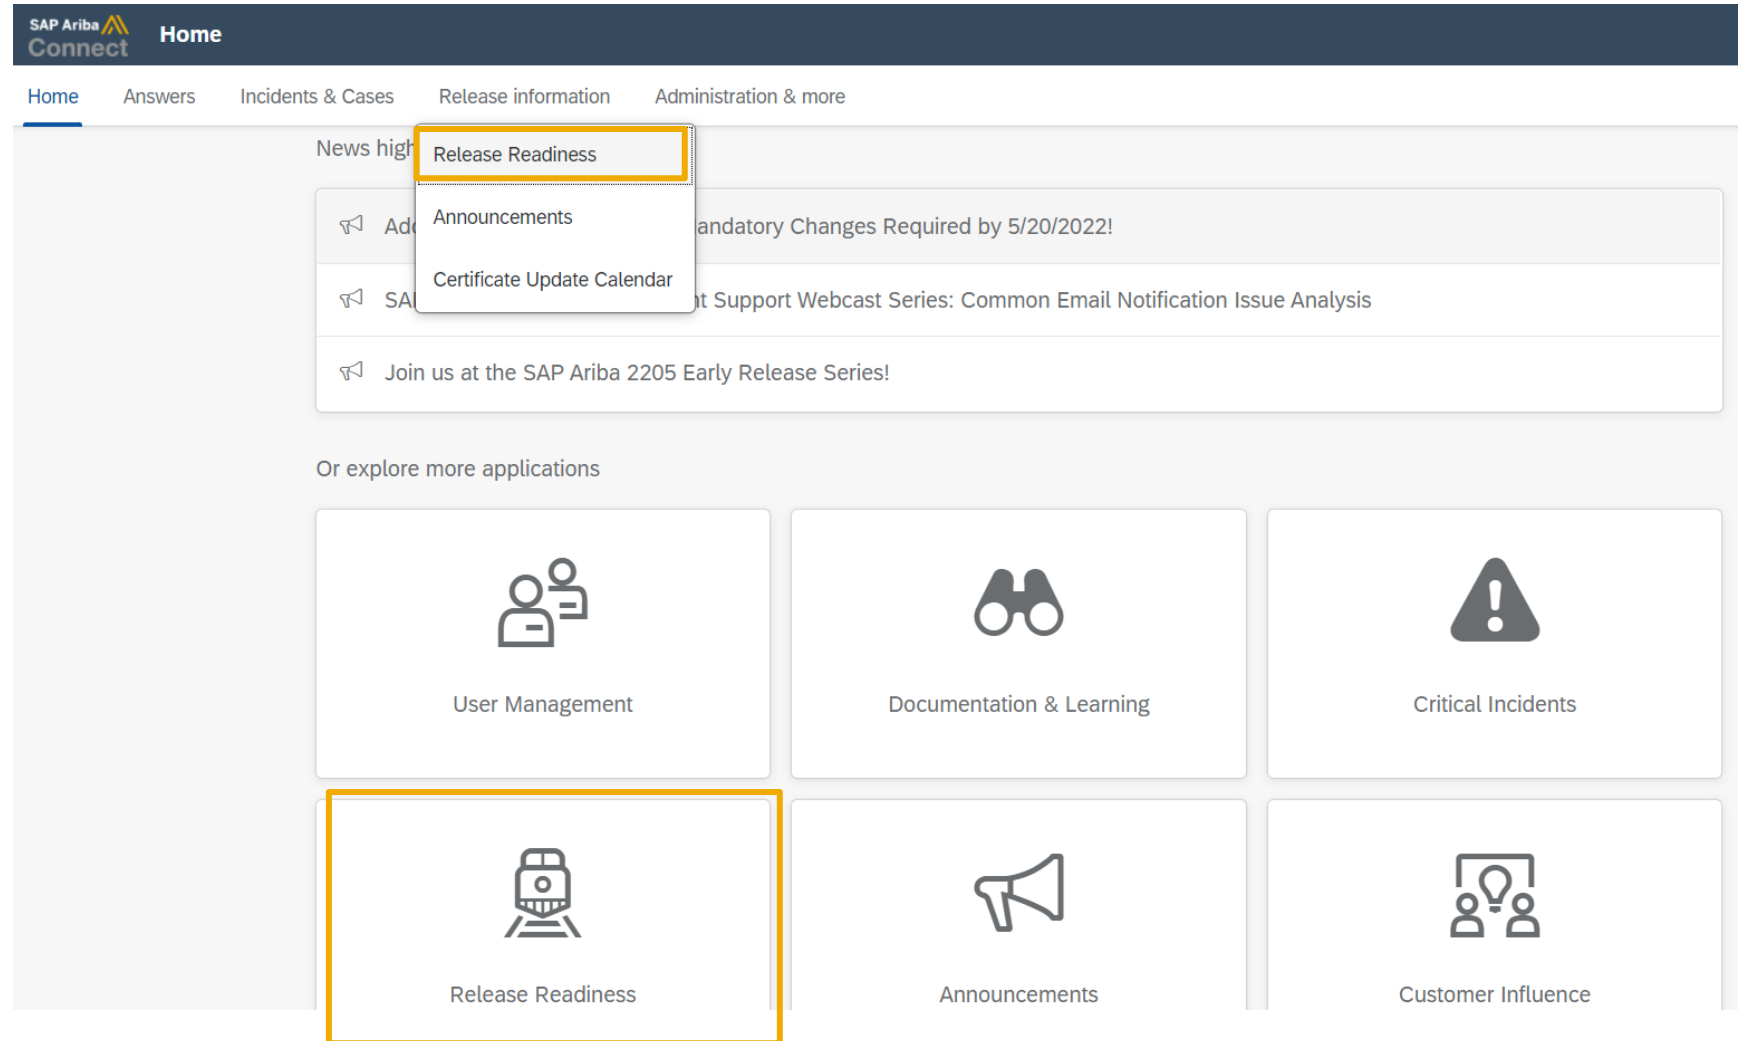 SAP Ariba
Connect
Home
Home
Answers
Incidents & Cases
Release information
Administration & more
News high
Release Readiness
Announcements
Certificate Update Calendar
andatory Changes Required by 5/20/2022!
SA
t Support Webcast Series: Common Email Notification Issue Analysis
Join us at the SAP Ariba 2205 Early Release Series!
Or explore more applications
User Management
Documentation & Learning
Critical Incidents
Release Readiness
Announcements
Customer Influence